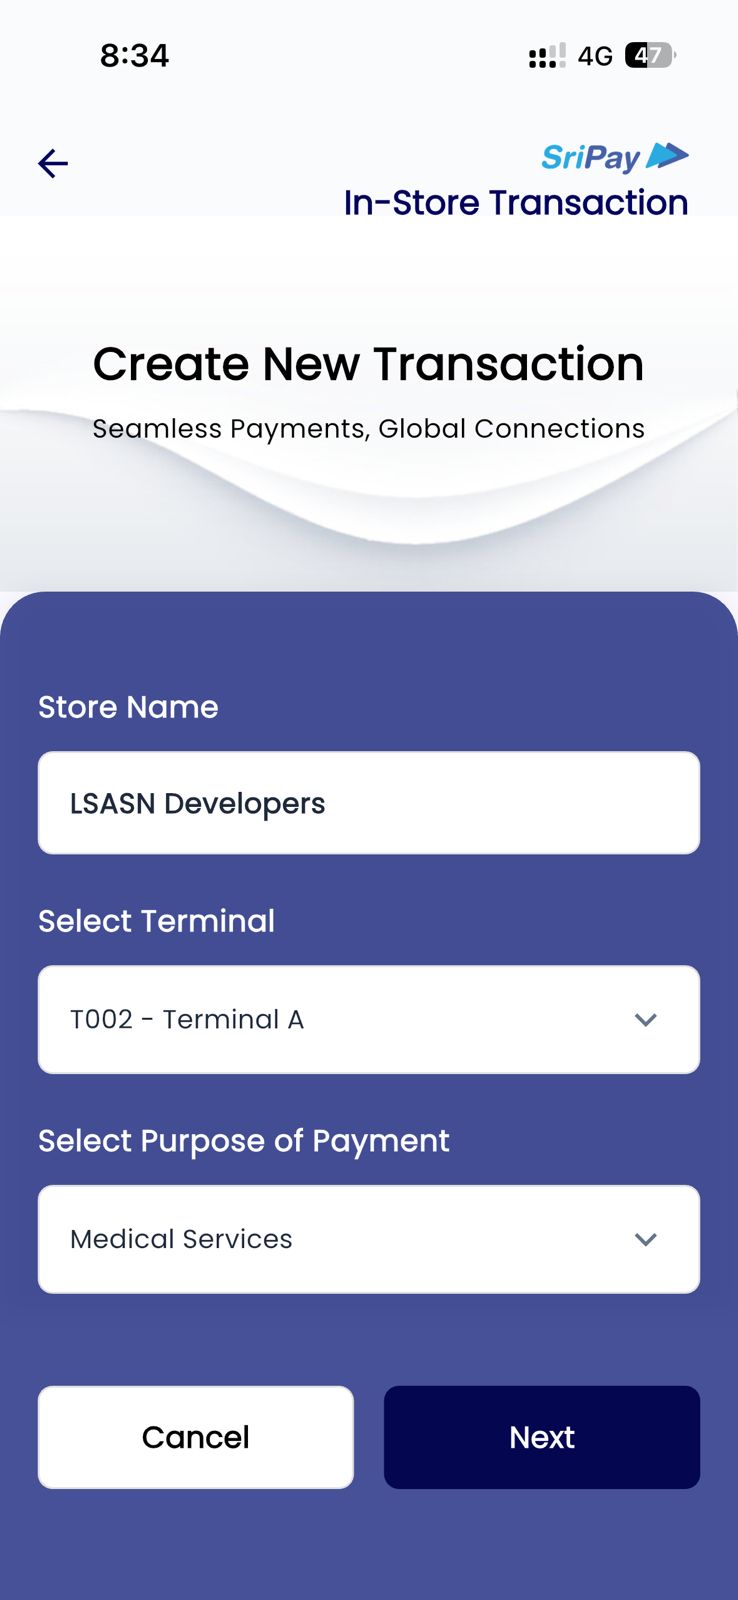 8:34
4G
47
SriPay
In-Store Transaction
Create New Transaction
Seamless Payments, Global Connections
Store Name
LSASN Developers
Select Terminal
T002 - Terminal A
Select Purpose of Payment
Medical Services
Cancel
Next